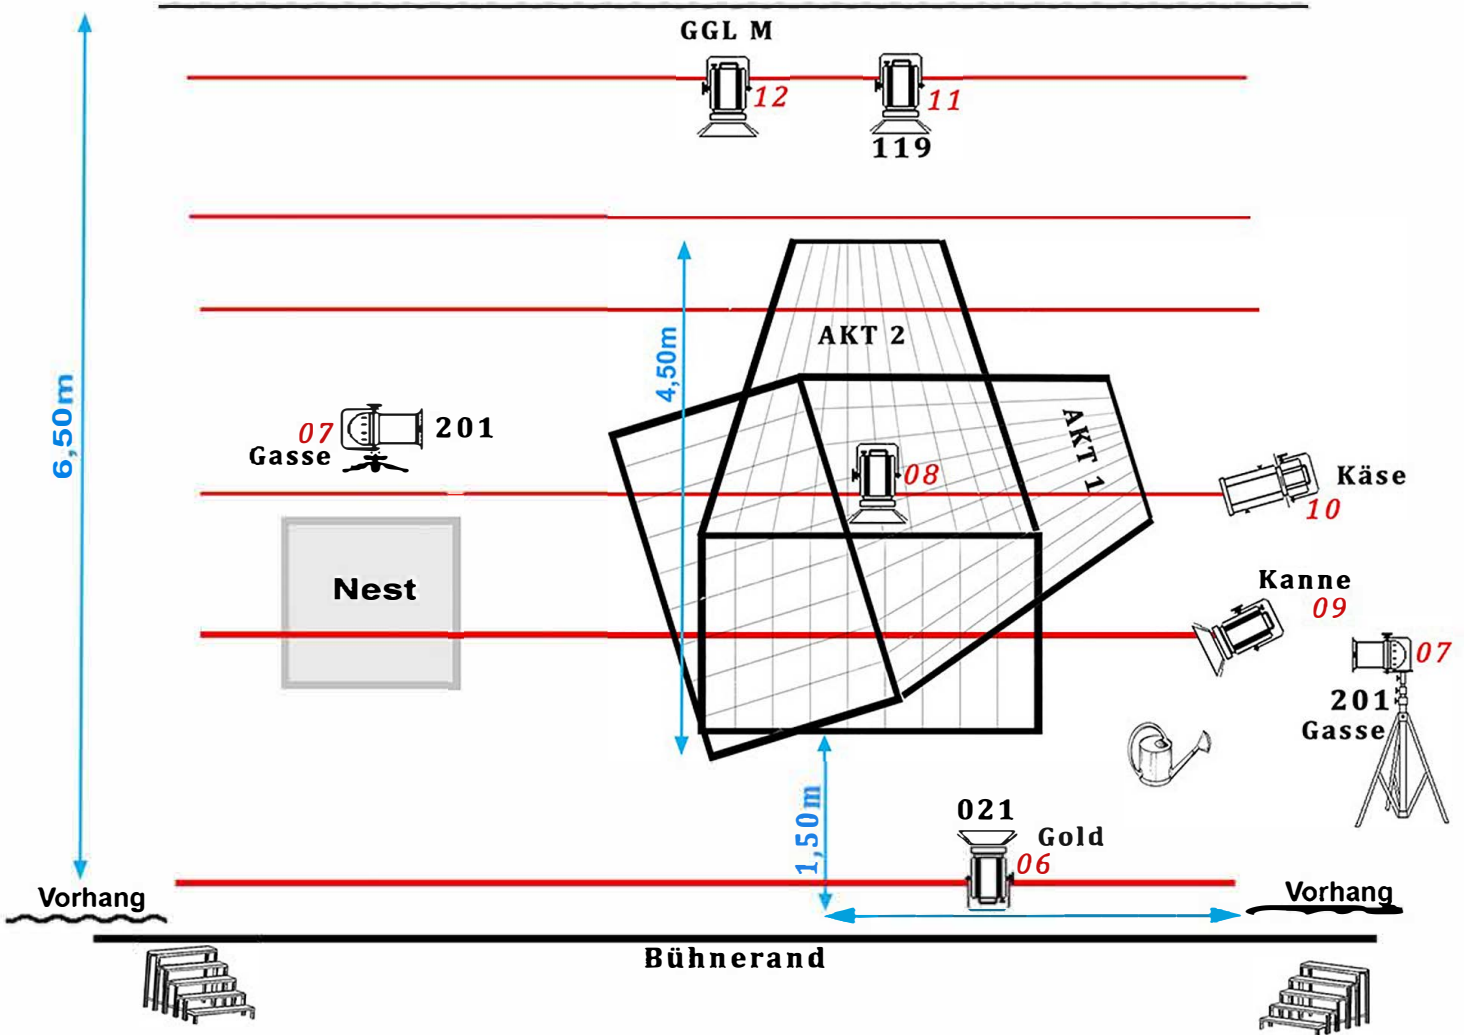 GGL M
12
11
119
AKT 2
4,50m
6,50m
AKT 1
07
201
Gasse
08
Käse
10
Nest
Kanne
09
07
201
Gasse
1,50m
021
Gold
06
Vorhang
Vorhang
Bühnerand